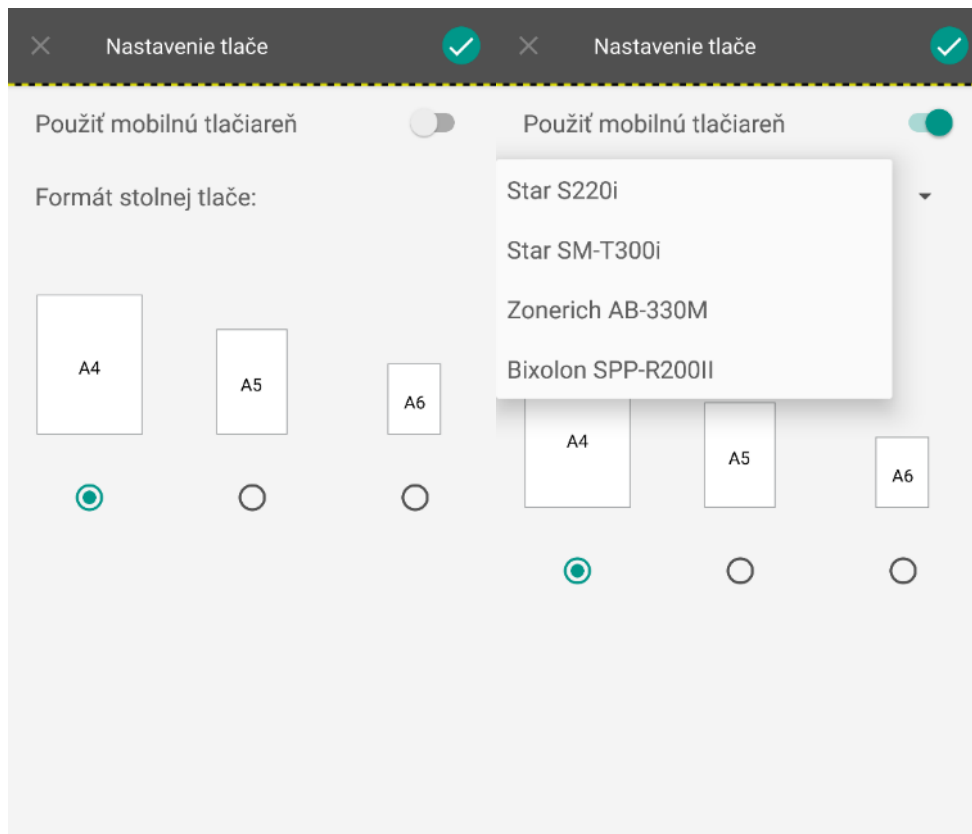 Nastavenie tlače
Použiť mobilnú tlačiareň
Formát stolnej tlače:
A4
A5
A6
Nastavenie tlače
Použiť mobilnú tlačiareň
Star S220i
Star SM-T300i
Zonerich AB-330M
Bixolon SPP-R200II
A4
A5
A6